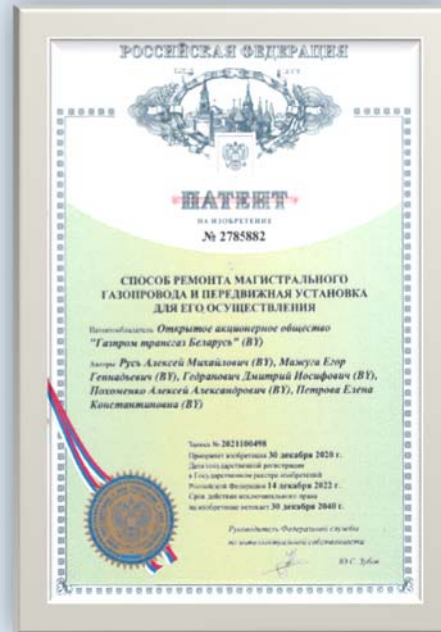 РОССИЙСКАЯ ФЕДЕРАЦИЯ
ПАТЕНТ
НА ИЗОБРЕТЕНИЕ
№ 2785882
СПОСОБ РЕМОНТА МАГИСТРАЛЬНОГО
ГАЗОПРОВОДА И ПЕРЕДВИЖНАЯ УСТАНОВКА
ДЛЯ ЕГО ОСУЩЕСТВЛЕНИЯ
Патентообладатель: Открытое акционерное общество
"Газпром трансгаз Беларусь" (BY)
Авторы: Русь Алексей Михайлович (BY), Мажуга Егор
Геннадьевич (BY), Гедранович Дмитрий Иосифович (BY),
Похоменко Алексей Александрович (BY), Петрова Елена
Константиновна (BY)
Заявка № 2021100498
Приоритет изобретения 30 декабря 2020 г.
Дата государственной регистрации
в Государственном реестре изобретений
Российской Федерации 14 декабря 2022 г.
Срок действия исключительного права
на изобретение истекает 30 декабря 2040 г.
Руководитель Федеральной службы
по интеллектуальной собственности
Ю.С. Зубов